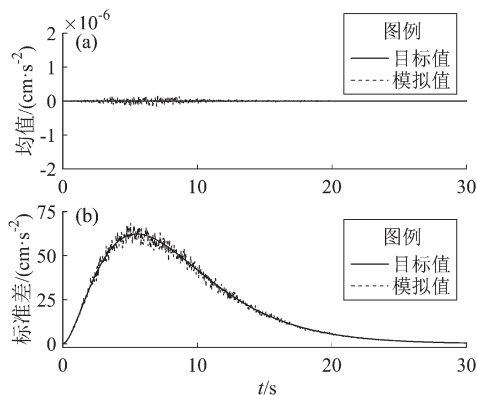 ×10⁻⁶
2
(a)
图例
目标值
模拟值
1
0
-1
-2
均值/(cm·s⁻²)
0
10
20
30
75
(b)
图例
目标值
模拟值
50
25
0
标准差/(cm·s⁻²)
0
10
20
30
t/s